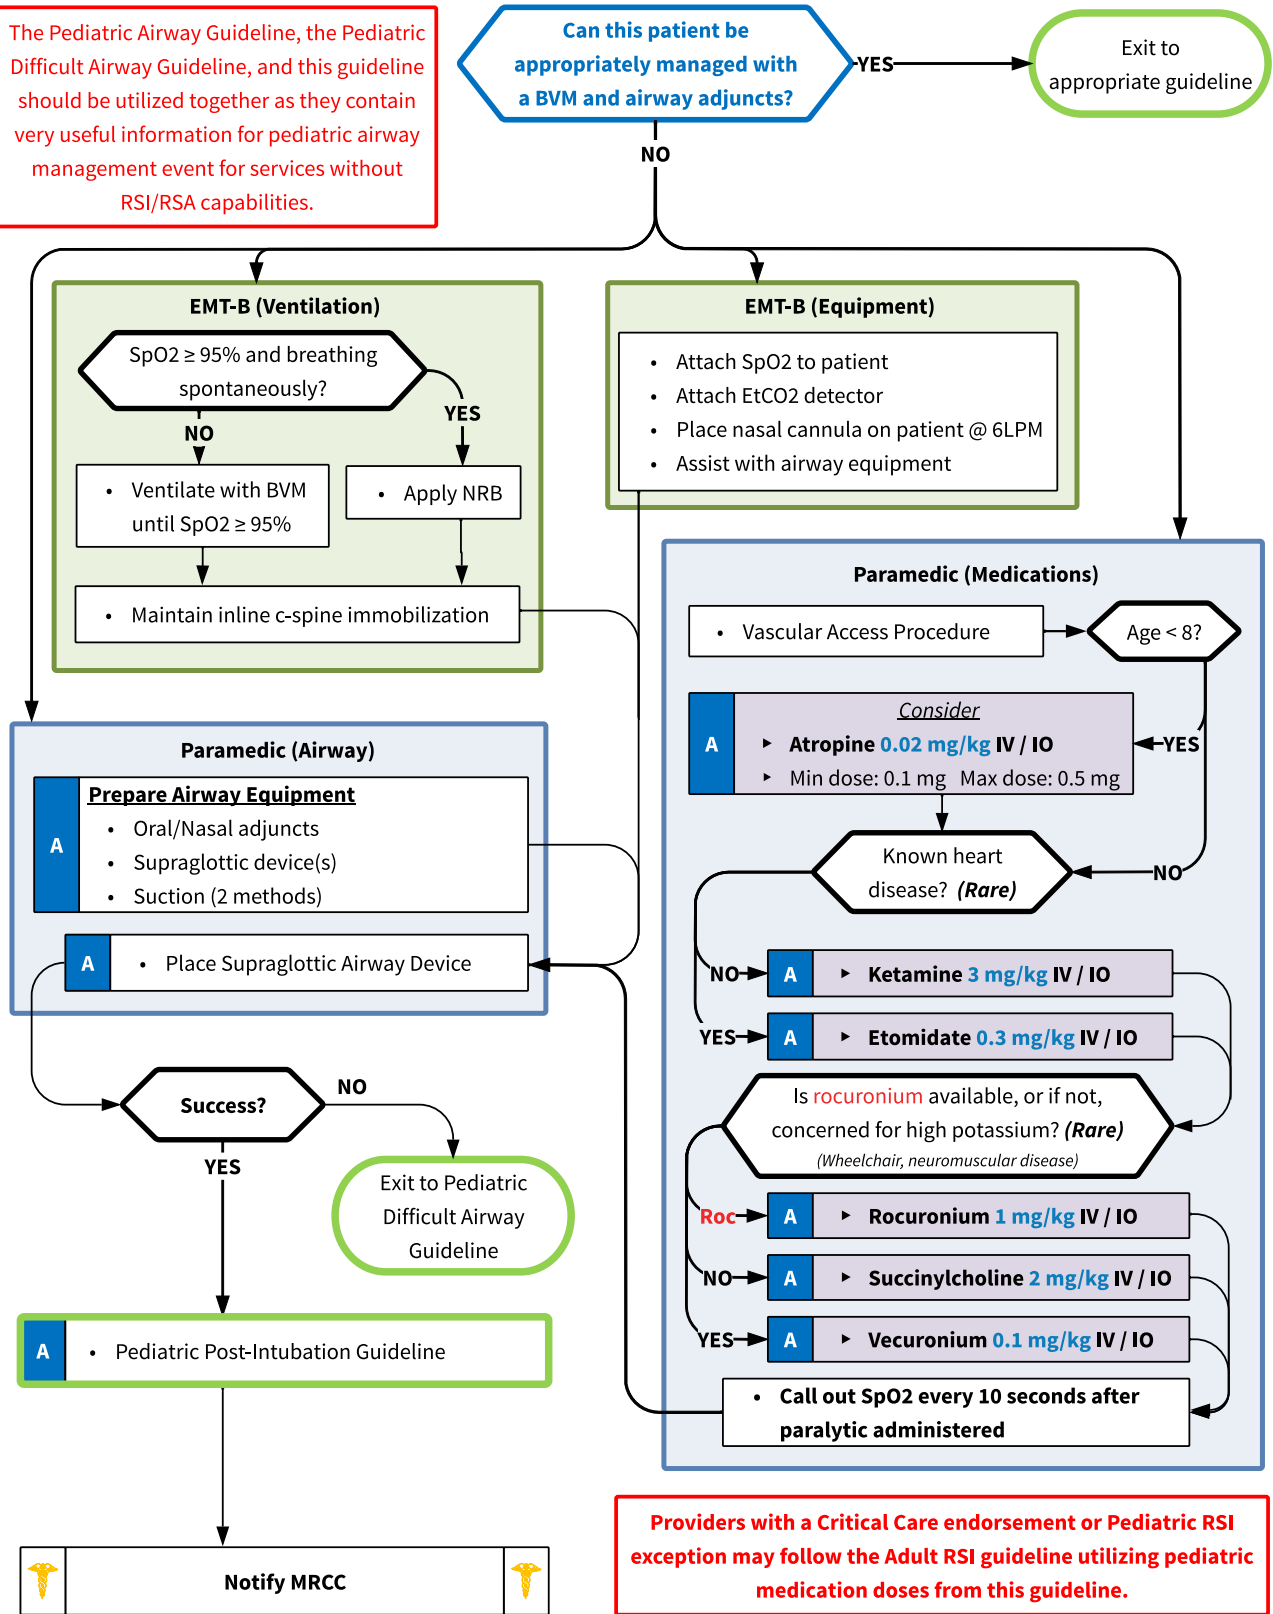 The Pediatric Airway Guideline, the Pediatric
Difficult Airway Guideline, and this guideline
should be utilized together as they contain
very useful information for pediatric airway
management event for services without
RSI/RSA capabilities.
Can this patient be
appropriately managed with
a BVM and airway adjuncts?
YES
Exit to
appropriate guideline
NO
EMT-B (Ventilation)
SpO2 ≥ 95% and breathing
spontaneously?
NO
YES
• Ventilate with BVM
until SpO2 ≥ 95%
• Apply NRB
• Maintain inline c-spine immobilization
EMT-B (Equipment)
• Attach SpO2 to patient
• Attach EtCO2 detector
• Place nasal cannula on patient @ 6LPM
• Assist with airway equipment
Paramedic (Medications)
• Vascular Access Procedure
Age < 8?
YES
A
Consider
▸ Atropine 0.02 mg/kg IV / IO
▸ Min dose: 0.1 mg Max dose: 0.5 mg
NO
Known heart
disease? (Rare)
NO
A
▸ Ketamine 3 mg/kg IV / IO
YES
A
▸ Etomidate 0.3 mg/kg IV / IO
Is rocuronium available, or if not,
concerned for high potassium? (Rare)
(Wheelchair, neuromuscular disease)
Roc
A
▸ Rocuronium 1 mg/kg IV / IO
NO
A
▸ Succinylcholine 2 mg/kg IV / IO
YES
A
▸ Vecuronium 0.1 mg/kg IV / IO
• Call out SpO2 every 10 seconds after
paralytic administered
Paramedic (Airway)
A
Prepare Airway Equipment
• Oral/Nasal adjuncts
• Supraglottic device(s)
• Suction (2 methods)
A
• Place Supraglottic Airway Device
Success?
NO
YES
Exit to Pediatric
Difficult Airway
Guideline
A
• Pediatric Post-Intubation Guideline
Notify MRCC
Providers with a Critical Care endorsement or Pediatric RSI
exception may follow the Adult RSI guideline utilizing pediatric
medication doses from this guideline.